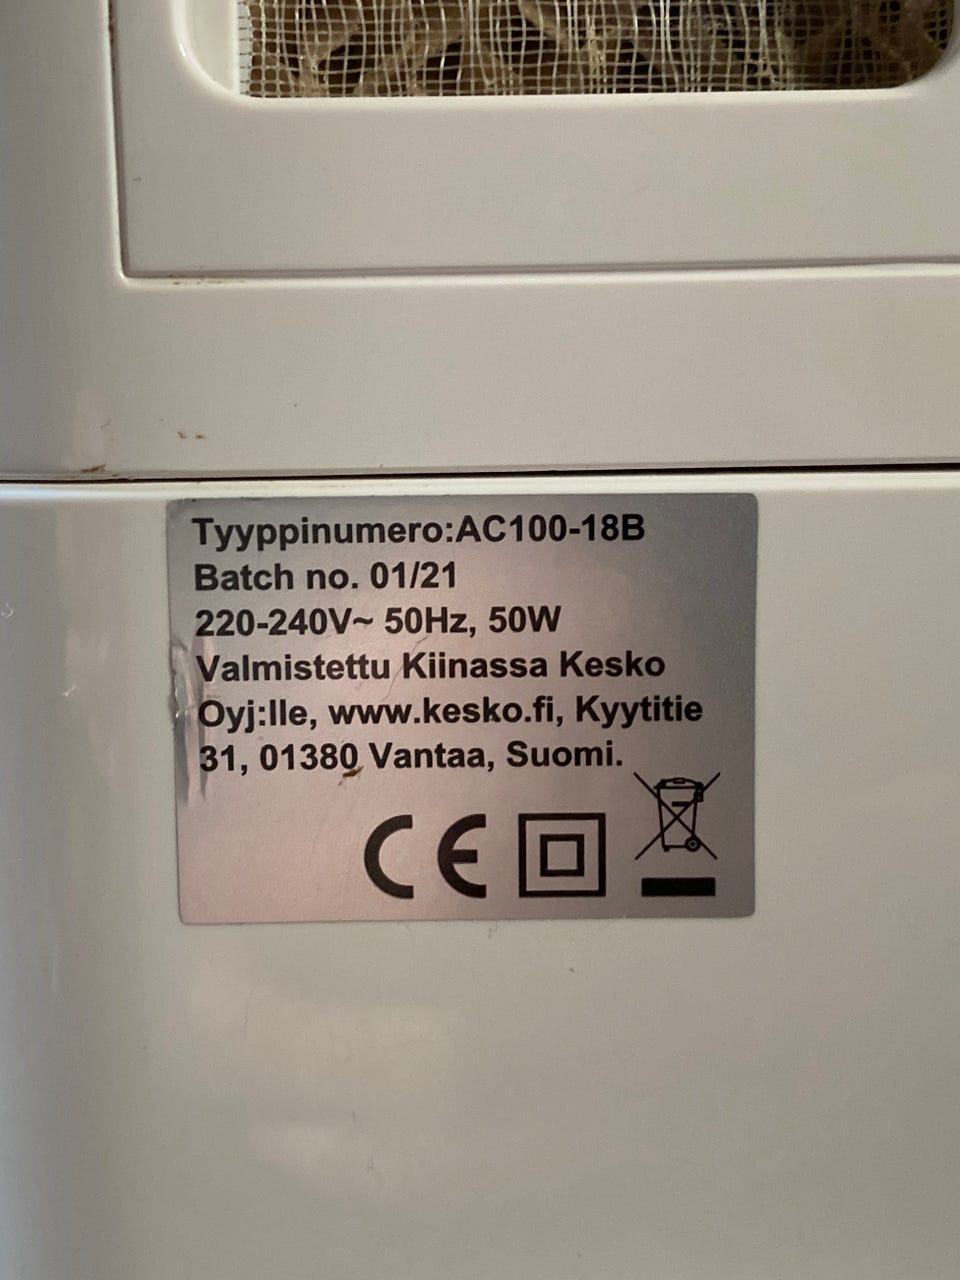 Tyyppinumero:AC100-18B
Batch no. 01/21
220-240V~ 50Hz, 50W
Valmistettu Kiinassa Kesko
Oyj:lle, www.kesko.fi, Kyytitie
31, 01380 Vantaa, Suomi.
CE